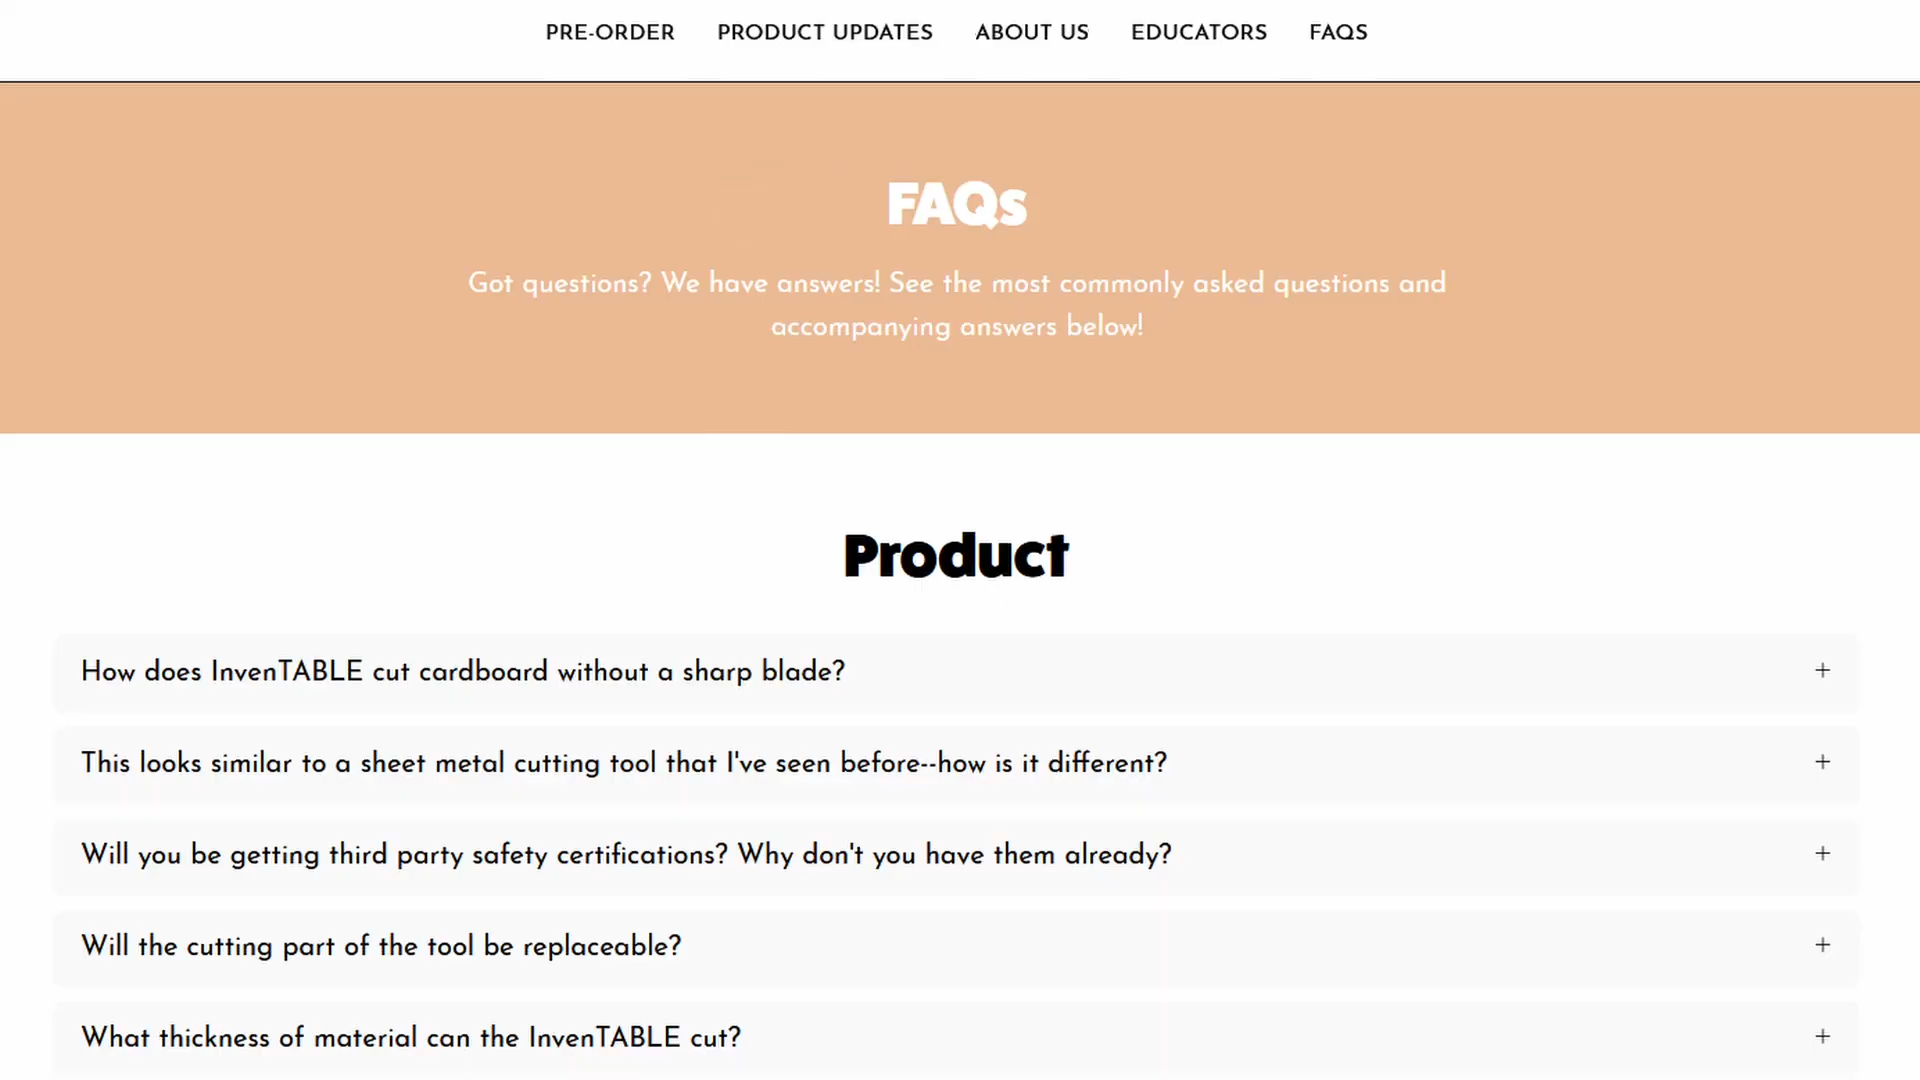 PRE-ORDER PRODUCT UPDATES ABOUT US EDUCATORS FAQS
FAQs
Got questions? We have answers! See the most commonly asked questions and
accompanying answers below!
Product
How does InvenTABLE cut cardboard without a sharp blade? +
This looks similar to a sheet metal cutting tool that I've seen before--how is it different? +
Will you be getting third party safety certifications? Why don't you have them already? +
Will the cutting part of the tool be replaceable? +
What thickness of material can the InvenTABLE cut? +